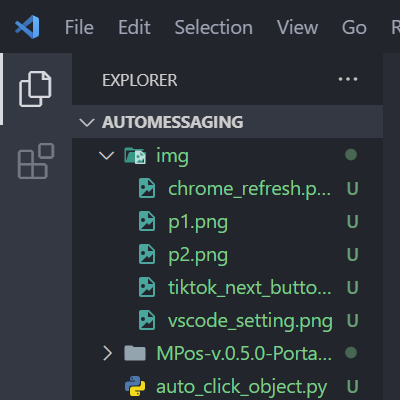 File Edit Selection View Go R
EXPLORER ...
AUTOMESSAGING
img
chrome_refresh.p... U
p1.png U
p2.png U
tiktok_next_butto... U
vscode_setting.png U
MPos-v.0.5.0-Porta...
auto_click_object.py U